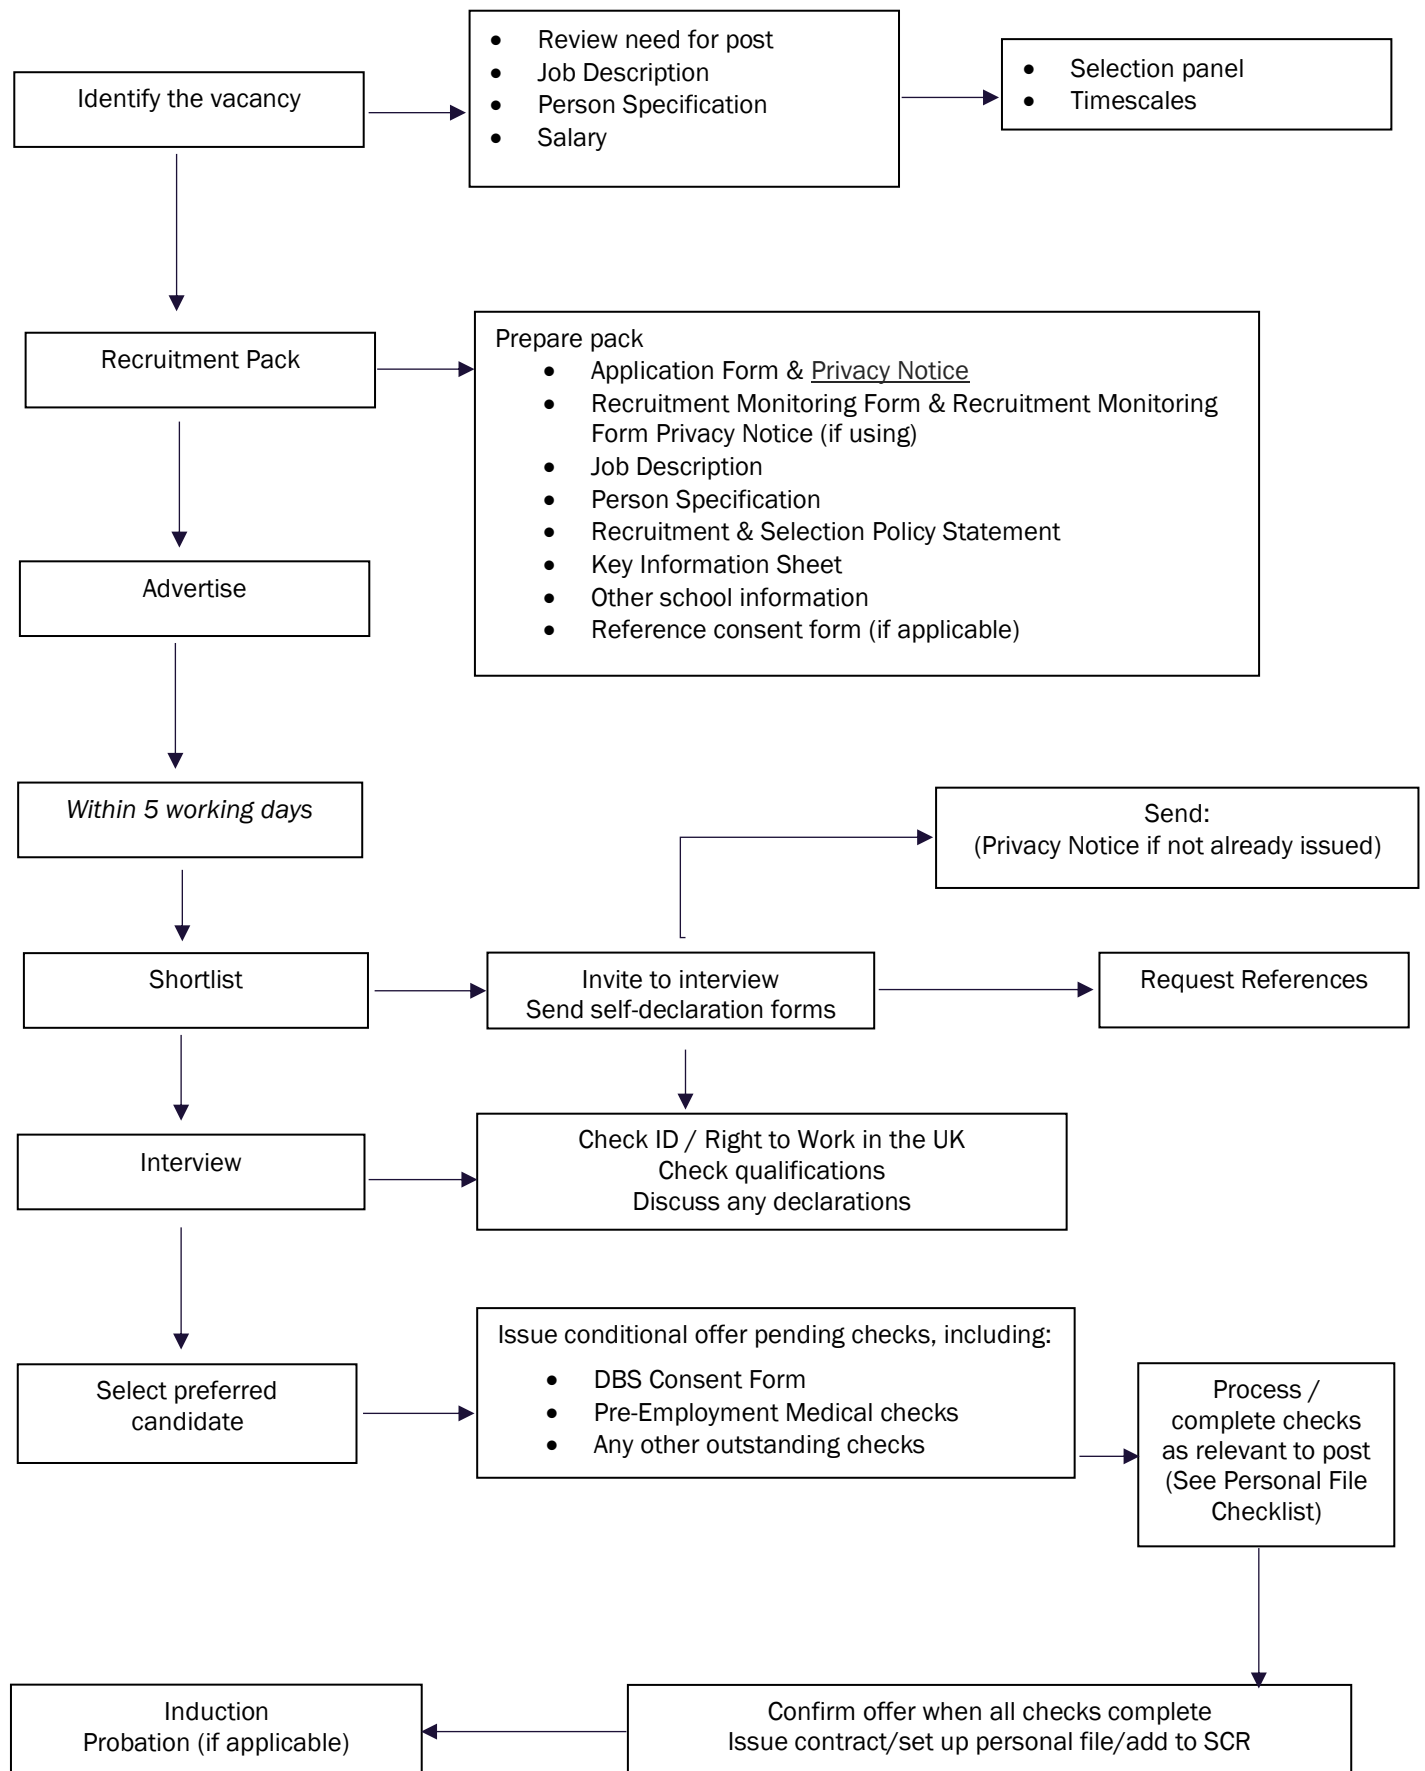 Identify the vacancy
• Review need for post
• Job Description
• Person Specification
• Salary
• Selection panel
• Timescales
Recruitment Pack
Prepare pack
• Application Form & Privacy Notice
• Recruitment Monitoring Form & Recruitment Monitoring
Form Privacy Notice (if using)
• Job Description
• Person Specification
• Recruitment & Selection Policy Statement
• Key Information Sheet
• Other school information
• Reference consent form (if applicable)
Advertise
Within 5 working days
Send:
(Privacy Notice if not already issued)
Shortlist
Invite to interview
Send self-declaration forms
Request References
Interview
Check ID / Right to Work in the UK
Check qualifications
Discuss any declarations
Select preferred
candidate
Issue conditional offer pending checks, including:
• DBS Consent Form
• Pre-Employment Medical checks
• Any other outstanding checks
Process /
complete checks
as relevant to post
(See Personal File
Checklist)
Confirm offer when all checks complete
Issue contract/set up personal file/add to SCR
Induction
Probation (if applicable)